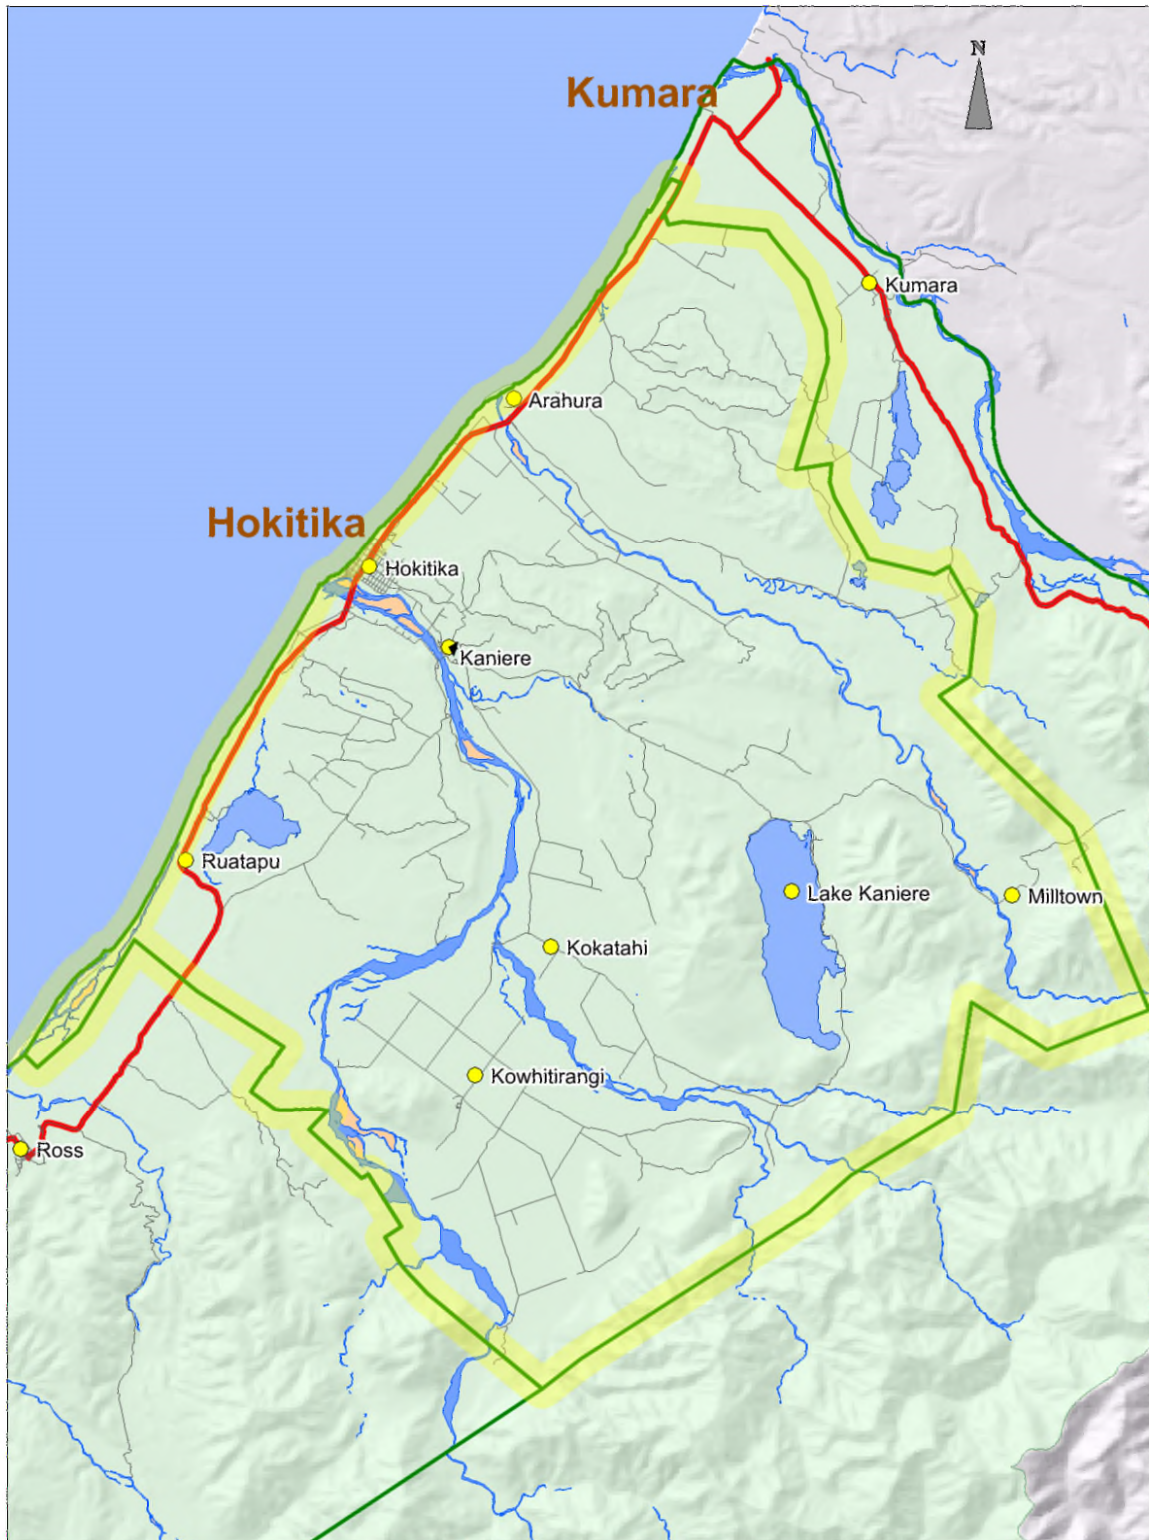 N
Kumara
Kumara
Arahura
Hokitika
Hokitika
Kaniere
Ruatapu
Lake Kaniere
Milltown
Kokatahi
Kowhitirangi
Ross